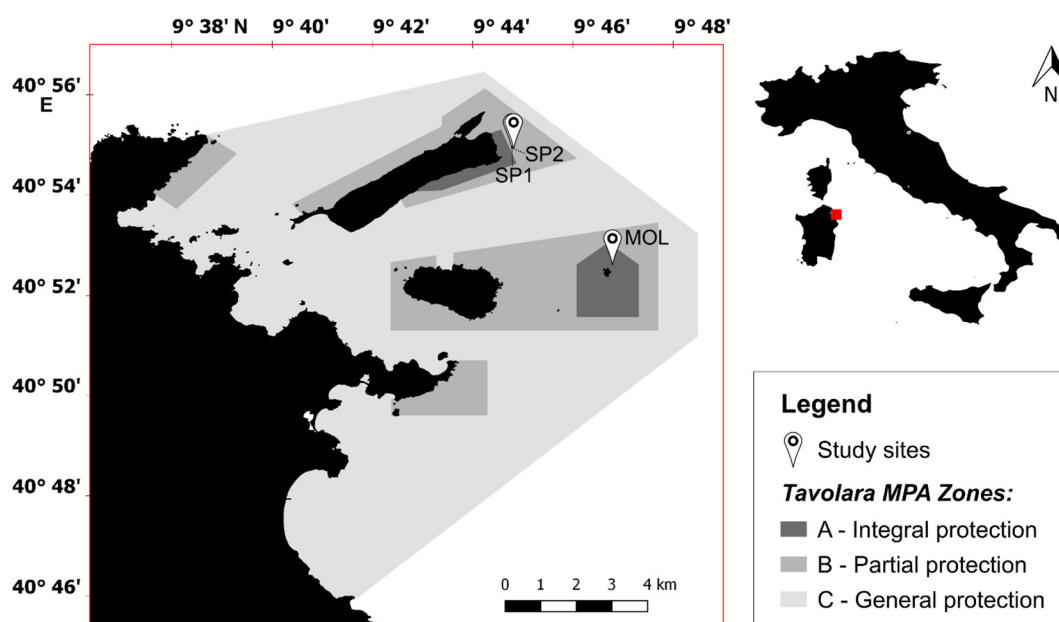 9° 38' N 9° 40' 9° 42' 9° 44' 9° 46' 9° 48'
40° 56'
E
40° 54'
40° 52'
40° 50'
40° 48'
40° 46'
SP2
SP1
MOL
0 1 2 3 4 km
N
Legend
Study sites
Tavolara MPA Zones:
A - Integral protection
B - Partial protection
C - General protection